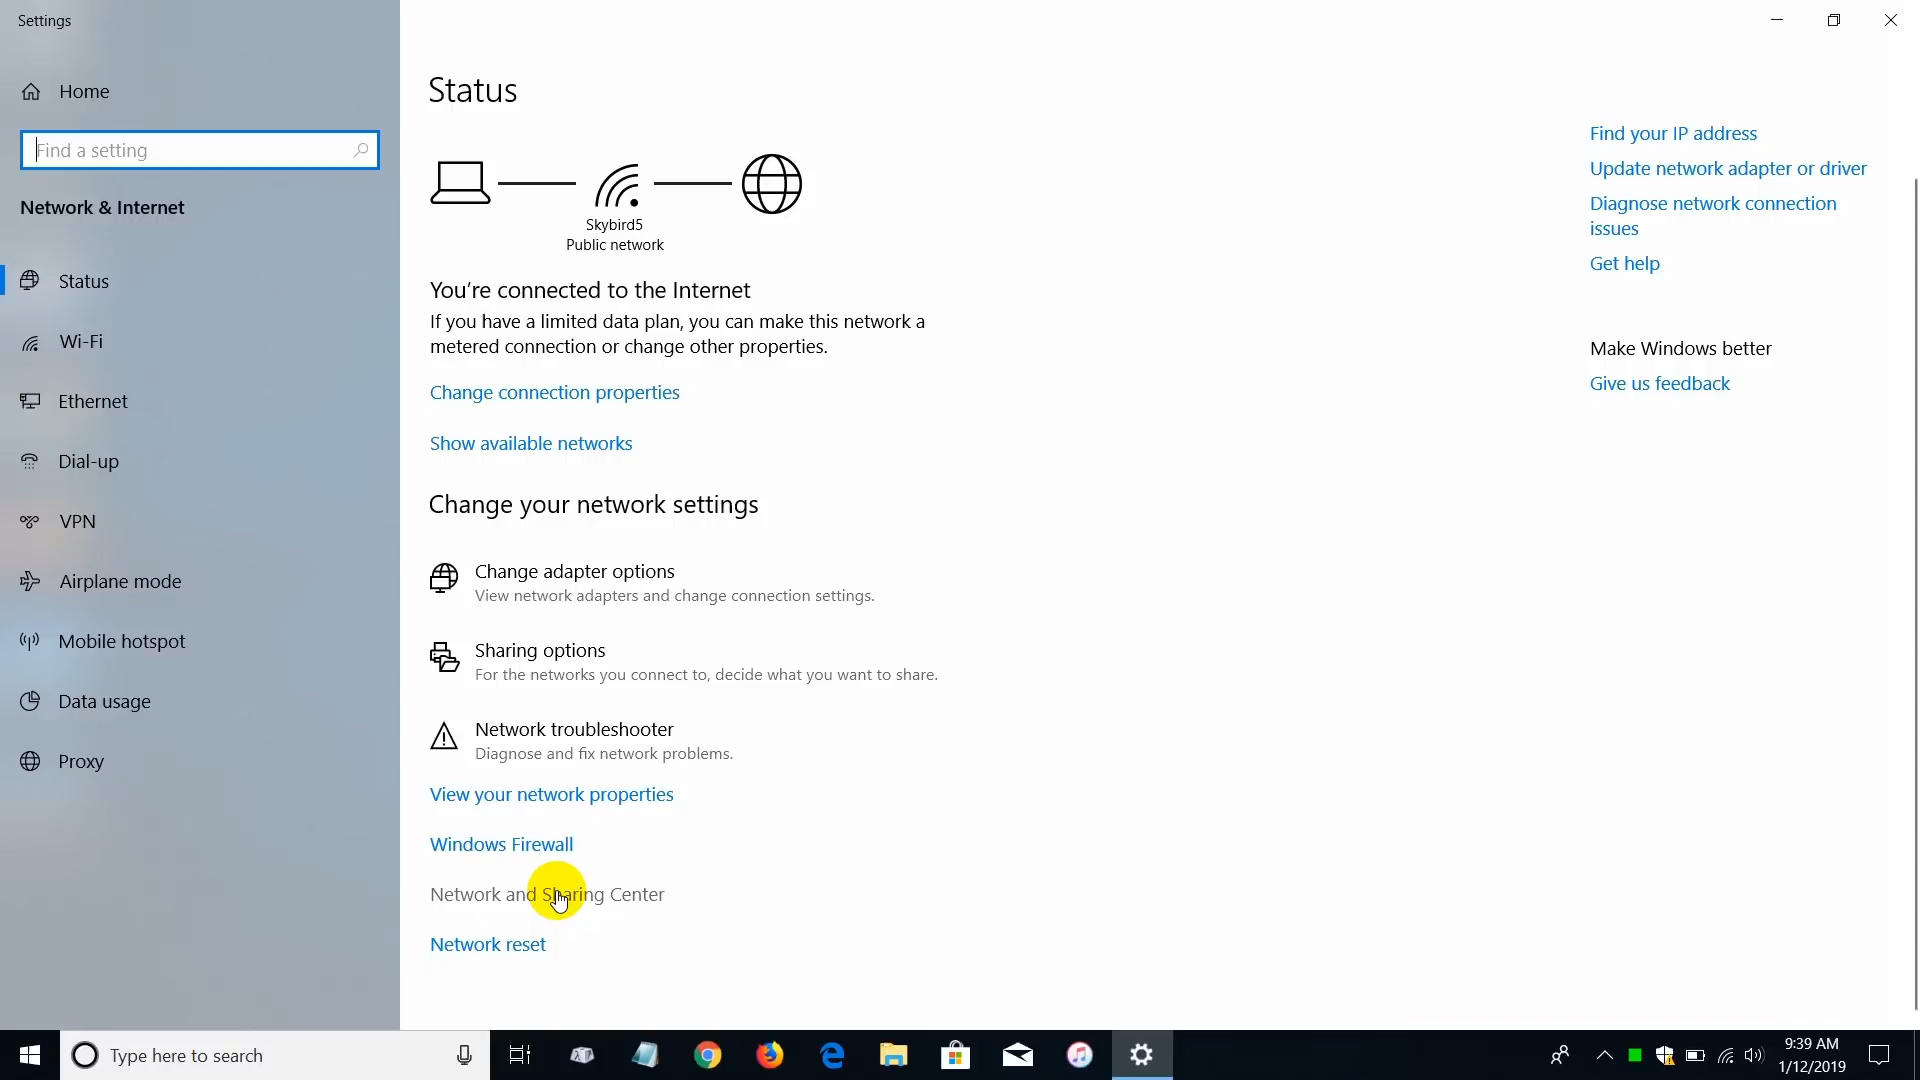 Settings
Home
Find a setting
Network & Internet
Status
Wi-Fi
Ethernet
Dial-up
VPN
Airplane mode
Mobile hotspot
Data usage
Proxy
Status
Skybird5
Public network
You’re connected to the Internet
If you have a limited data plan, you can make this network a
metered connection or change other properties.
Change connection properties
Show available networks
Change your network settings
Change adapter options
View network adapters and change connection settings.
Sharing options
For the networks you connect to, decide what you want to share.
Network troubleshooter
Diagnose and fix network problems.
View your network properties
Windows Firewall
Network and Sharing Center
Network reset
Find your IP address
Update network adapter or driver
Diagnose network connection
issues
Get help
Make Windows better
Give us feedback
Type here to search
9:39 AM
1/12/2019